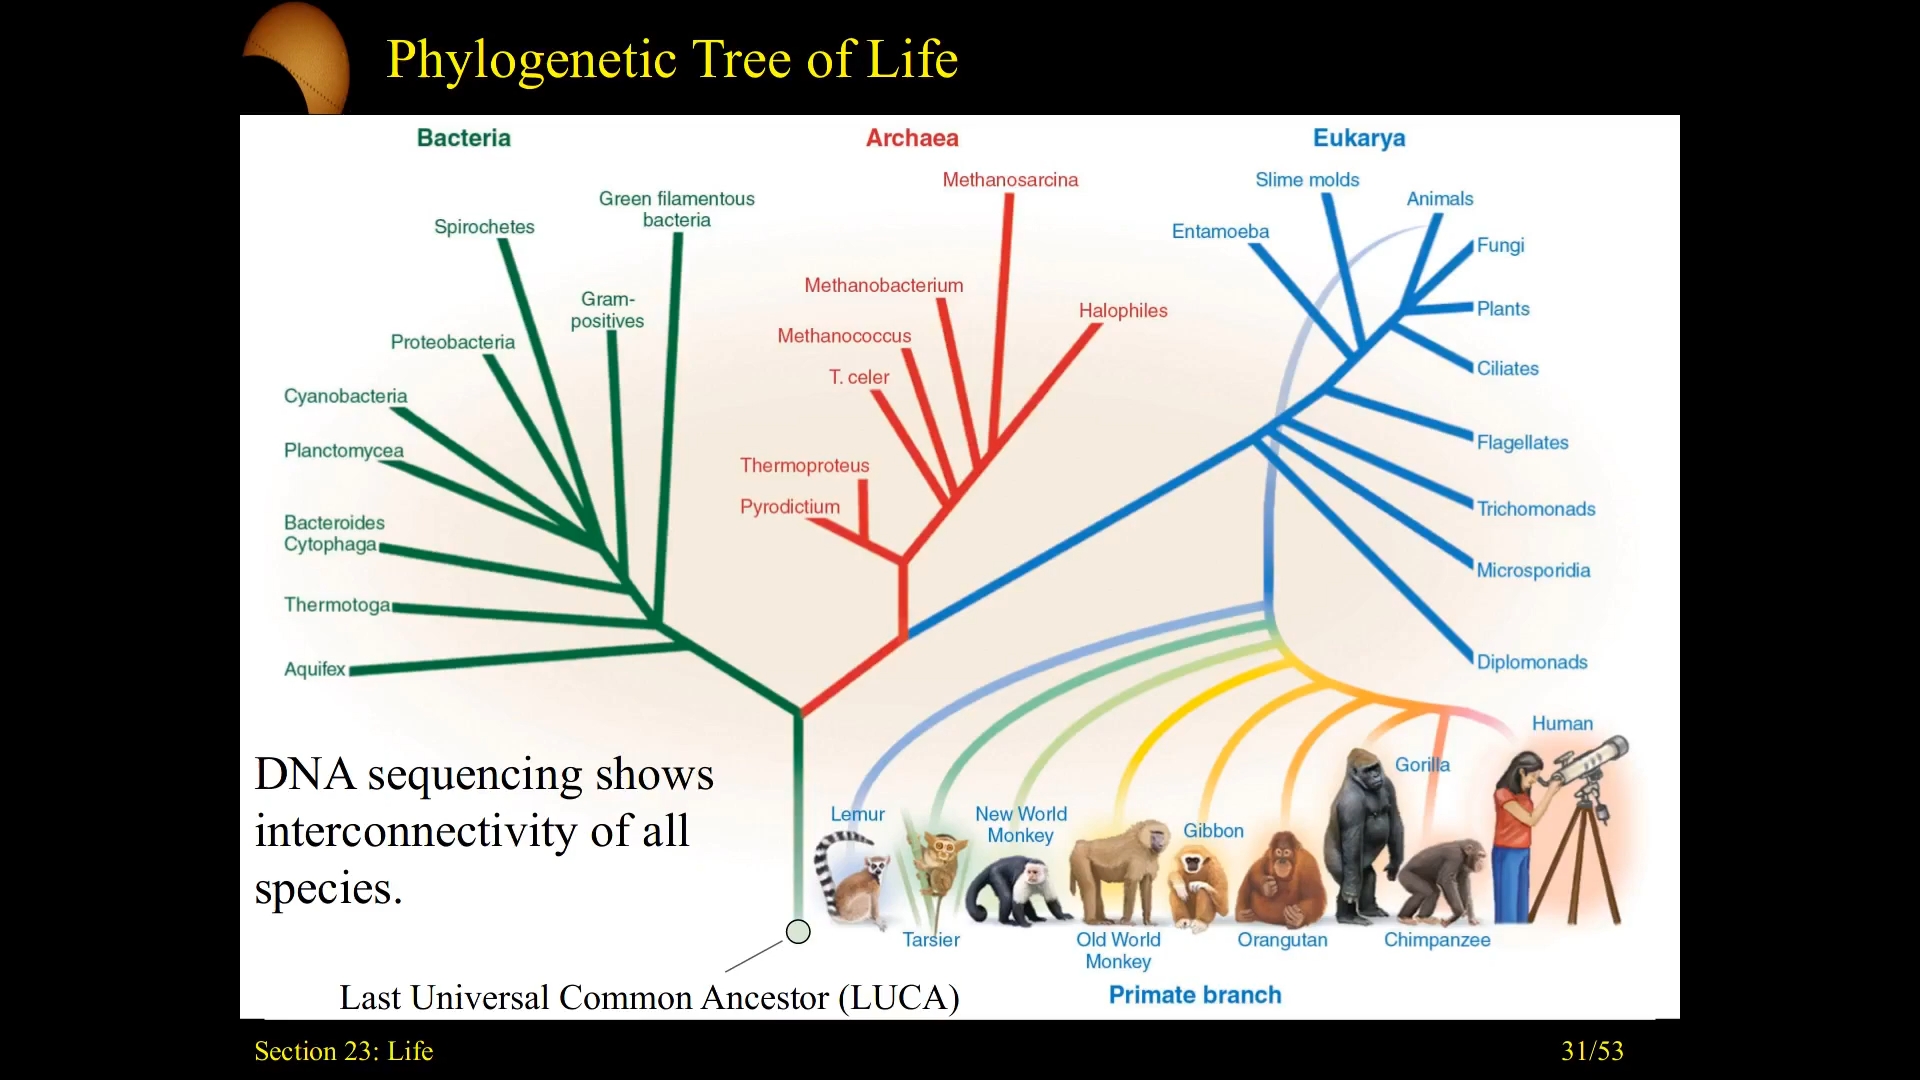 Phylogenetic Tree of Life
Bacteria
Archaea
Eukarya
Spirochetes
Green filamentous
bacteria
Gram-
positives
Proteobacteria
Cyanobacteria
Planctomycea
Bacteroides
Cytophaga
Thermotoga
Aquifex
Methanosarcina
Methanobacterium
Halophiles
Methanococcus
T. celer
Thermoproteus
Pyrodictium
Slime molds
Animals
Entamoeba
Fungi
Plants
Ciliates
Flagellates
Trichomonads
Microsporidia
Diplomonads
Human
Gorilla
Lemur
New World
Monkey
Gibbon
Tarsier
Old World
Monkey
Orangutan
Chimpanzee
Primate branch
DNA sequencing shows
interconnectivity of all
species.
Last Universal Common Ancestor (LUCA)
Section 23: Life
31/53